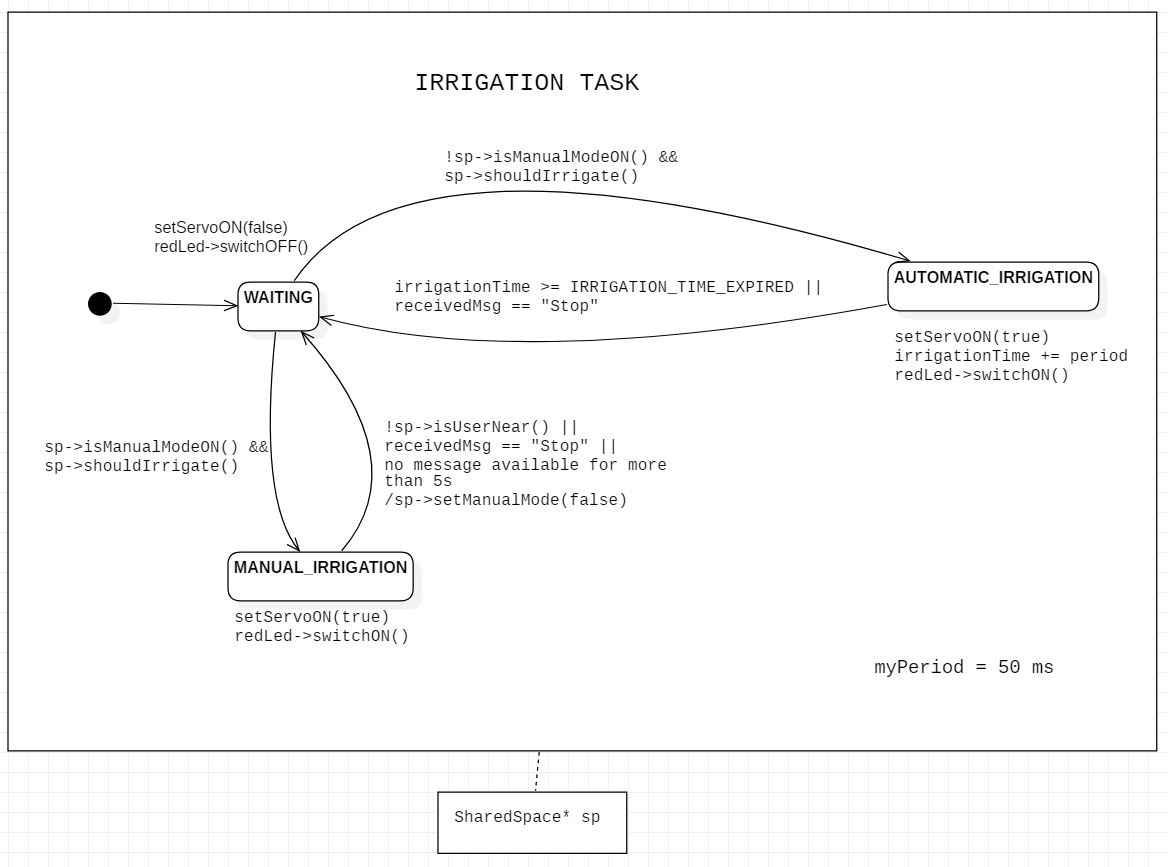 IRRIGATION TASK
!sp->isManualModeON() &&
sp->shouldIrrigate()
setServoON(false)
redLed->switchOFF()
WAITING
irrigationTime >= IRRIGATION_TIME_EXPIRED ||
receivedMsg == "Stop"
AUTOMATIC_IRRIGATION
setServoON(true)
irrigationTime += period
redLed->switchON()
sp->isManualModeON() &&
sp->shouldIrrigate()
!sp->isUserNear() ||
receivedMsg == "Stop" ||
no message available for more
than 5s
/sp->setManualMode(false)
MANUAL_IRRIGATION
setServoON(true)
redLed->switchON()
myPeriod = 50 ms
SharedSpace* sp